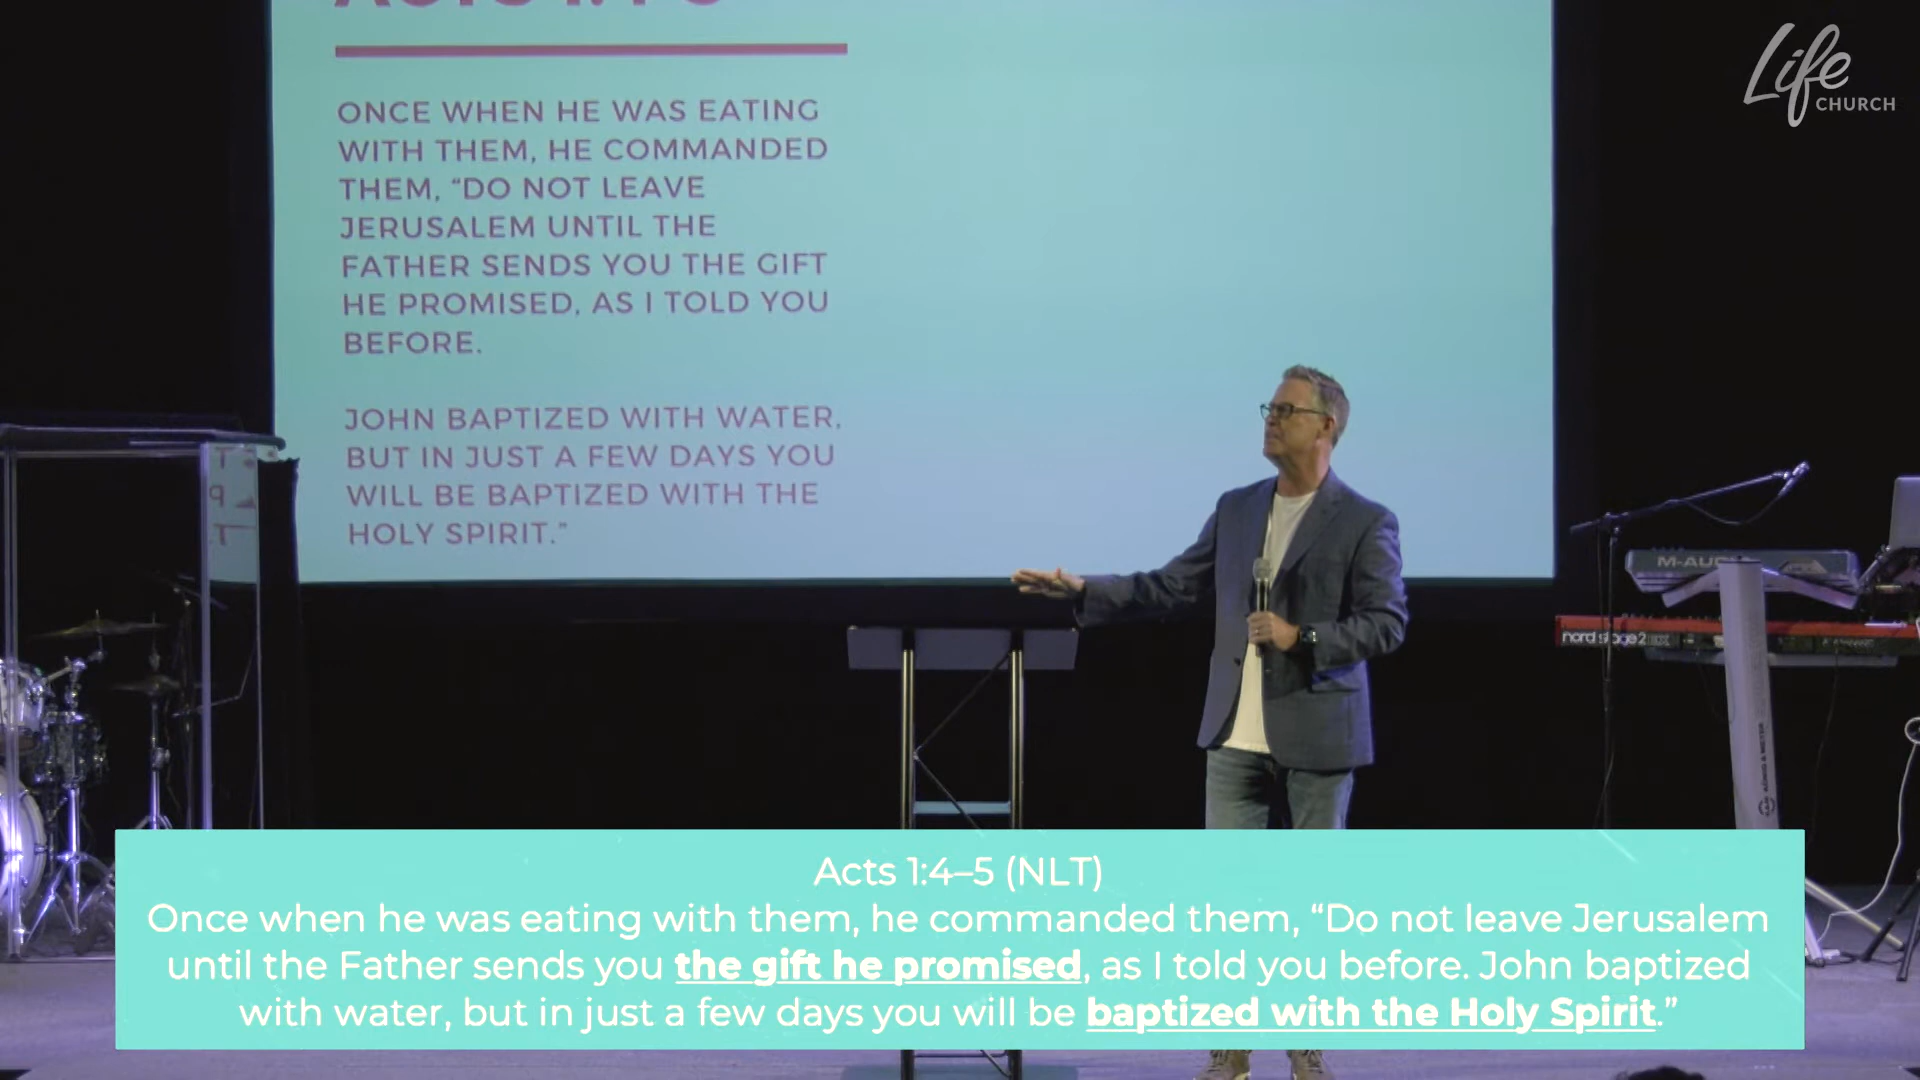 Life
CHURCH
ONCE WHEN HE WAS EATING
WITH THEM, HE COMMANDED
THEM, “DO NOT LEAVE
JERUSALEM UNTIL THE
FATHER SENDS YOU THE GIFT
HE PROMISED, AS I TOLD YOU
BEFORE.
JOHN BAPTIZED WITH WATER,
BUT IN JUST A FEW DAYS YOU
WILL BE BAPTIZED WITH THE
HOLY SPIRIT.”
nord stage 2
Acts 1:4–5 (NLT)
Once when he was eating with them, he commanded them, “Do not leave Jerusalem
until the Father sends you the gift he promised, as I told you before. John baptized
with water, but in just a few days you will be baptized with the Holy Spirit.”